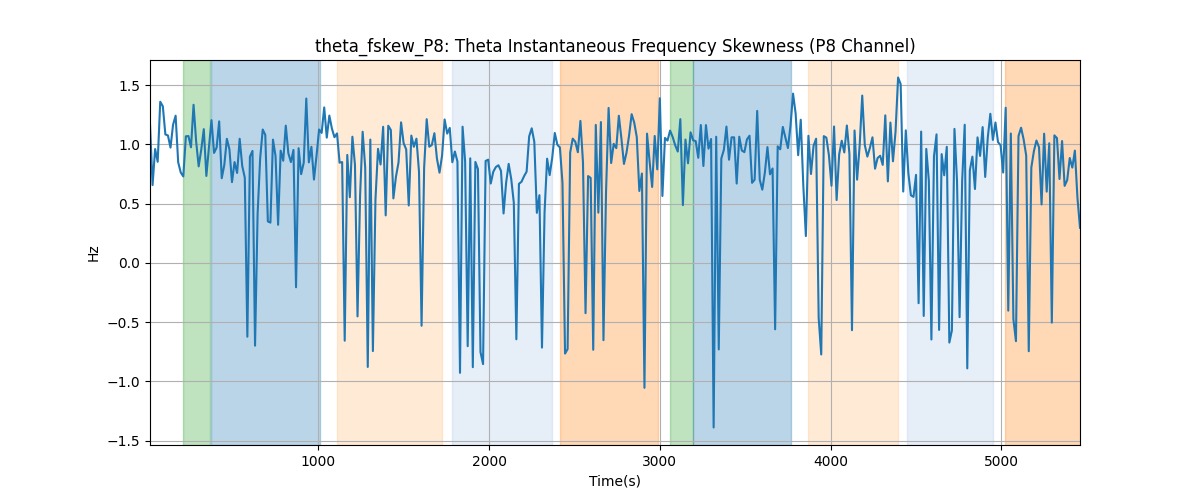 theta_fskew_P8: Theta Instantaneous Frequency Skewness (P8 Channel)
1.5
1.0
0.5
0.0
−0.5
−1.0
−1.5
Hz
1000 2000 3000 4000 5000
Time(s)